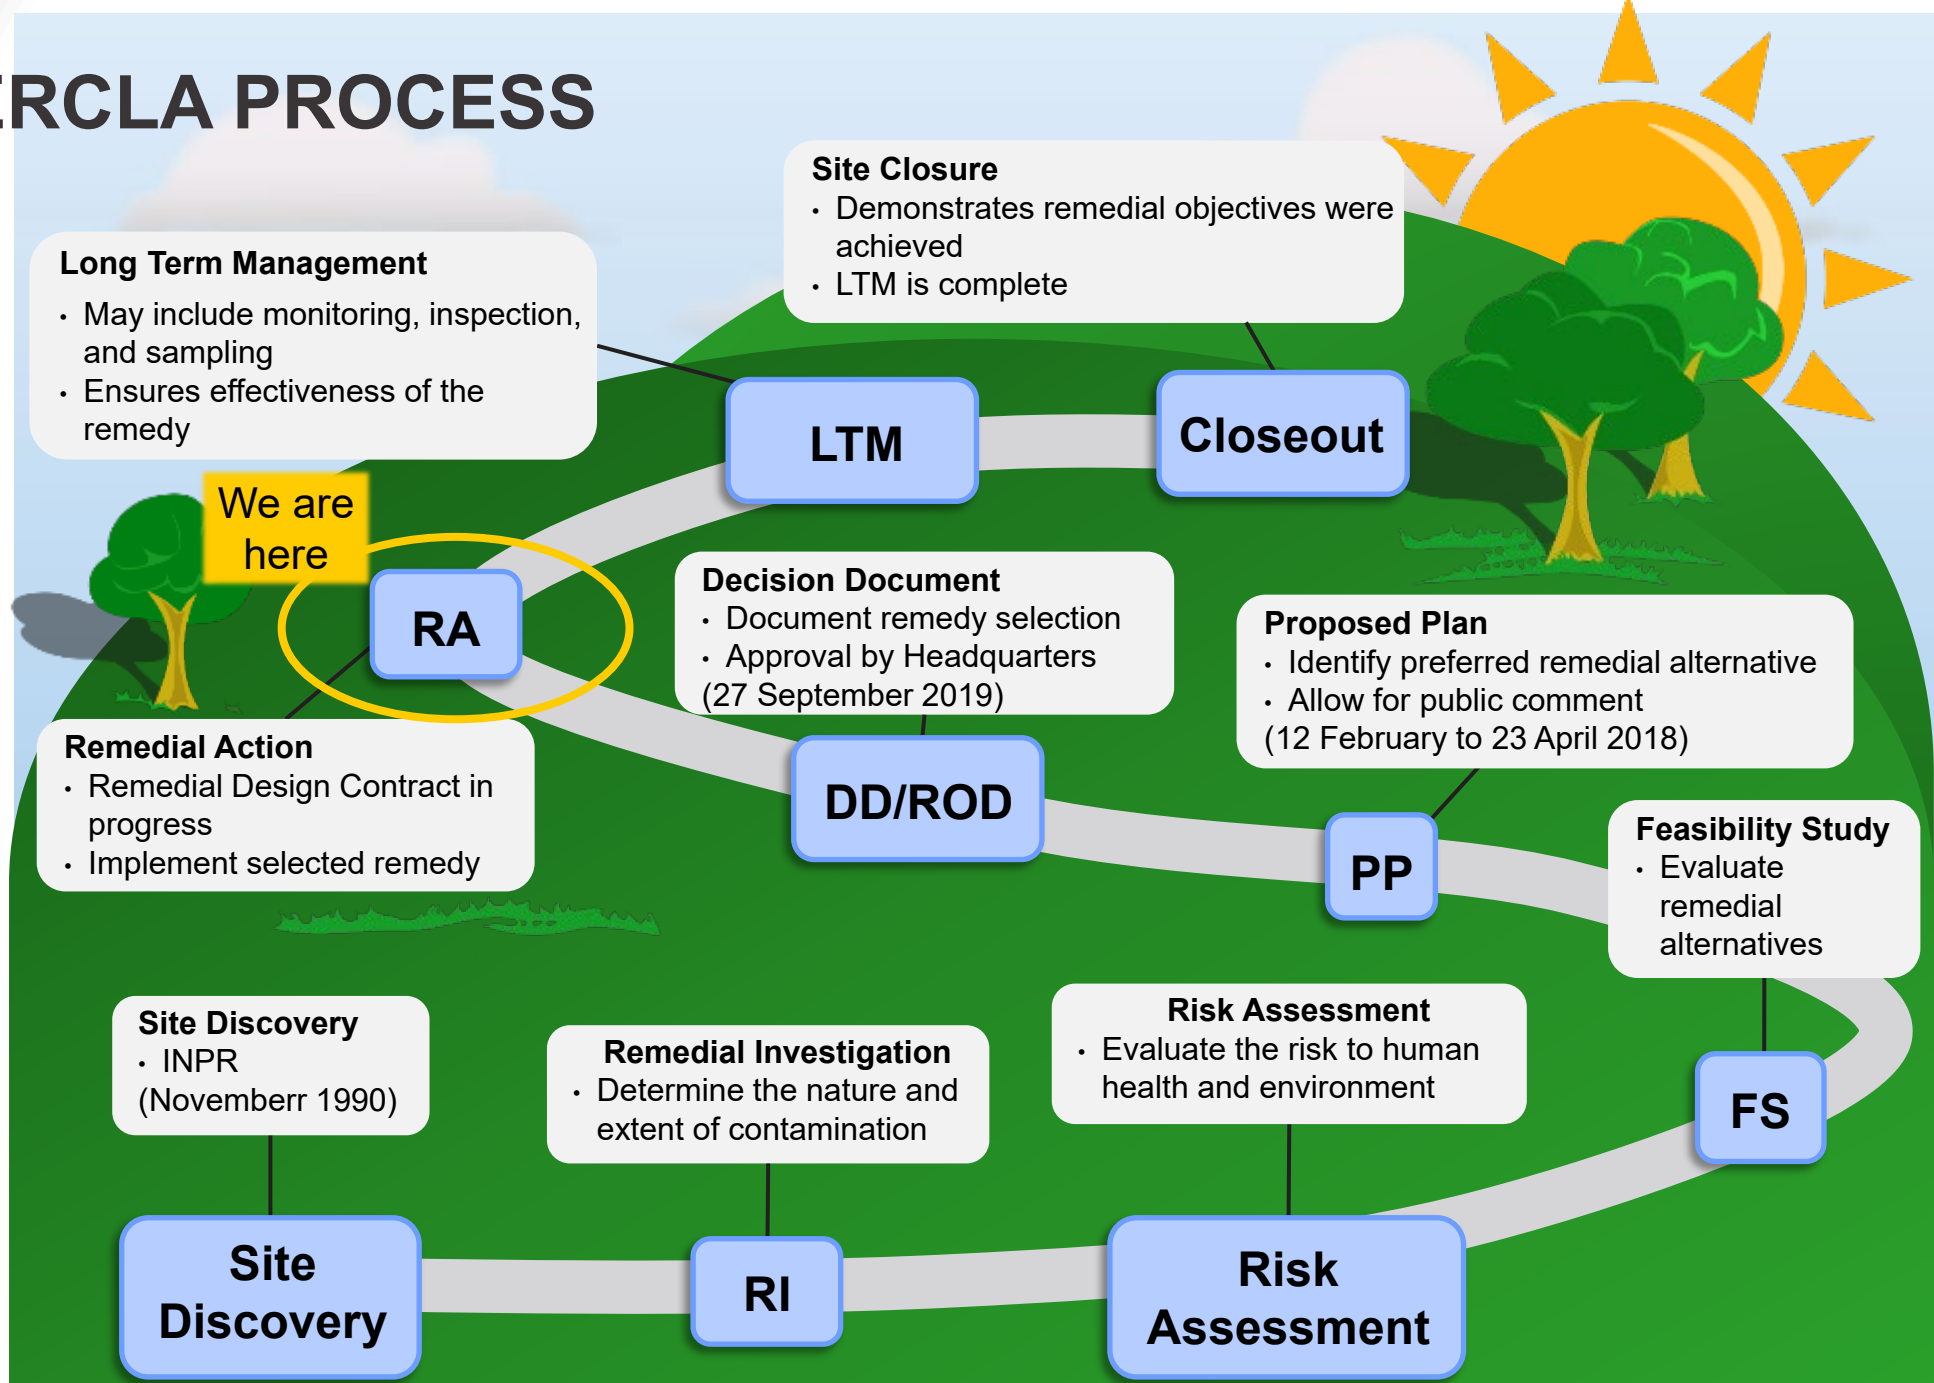 ERCLA PROCESS
Site Closure
• Demonstrates remedial objectives were
achieved
• LTM is complete
Long Term Management
• May include monitoring, inspection,
and sampling
• Ensures effectiveness of the
remedy
LTM
Closeout
We are
here
RA
Decision Document
• Document remedy selection
• Approval by Headquarters
(27 September 2019)
Proposed Plan
• Identify preferred remedial alternative
• Allow for public comment
(12 February to 23 April 2018)
Remedial Action
• Remedial Design Contract in
progress
• Implement selected remedy
DD/ROD
PP
Feasibility Study
• Evaluate
remedial
alternatives
Site Discovery
• INPR
(Novemberr 1990)
Remedial Investigation
• Determine the nature and
extent of contamination
Risk Assessment
• Evaluate the risk to human
health and environment
FS
Site
Discovery
RI
Risk
Assessment